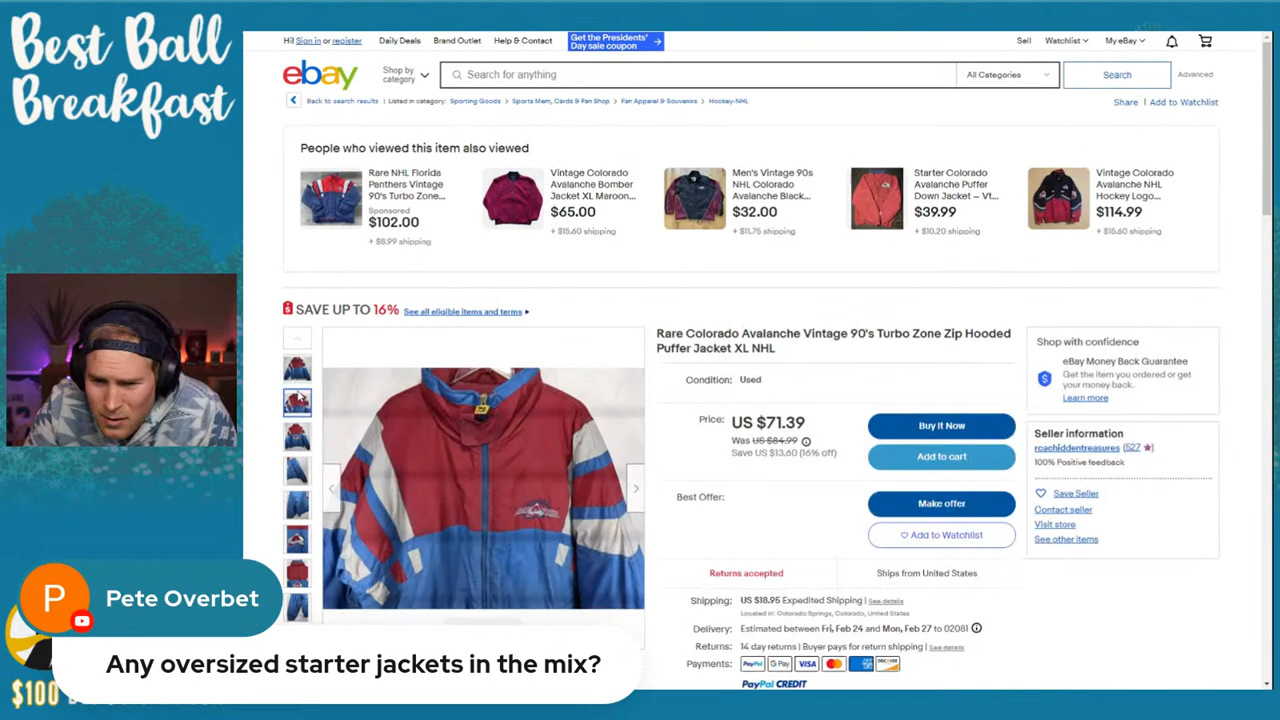 Best Ball
Breakfast
Hi! Sign in or register
Daily Deals
Brand Outlet
Help & Contact
Get the Presidents'
Day sale coupon
Sell
Watchlist
My eBay
ebay
Shop by
category
Search for anything
All Categories
Search
Advanced
Back to search results | Listed in category: Sporting Goods > Sports Mem, Cards & Fan Shop > Fan Apparel & Souvenirs > Hockey-NHL
Share | Add to Watchlist
People who viewed this item also viewed
Rare NHL Florida
Panthers Vintage
90's Turbo Zone...
Sponsored
$102.00
+ $8.99 shipping
Vintage Colorado
Avalanche Bomber
Jacket XL Maroon...
$65.00
+ $15.60 shipping
Men's Vintage 90s
NHL Colorado
Avalanche Black...
$32.00
+ $11.75 shipping
Starter Colorado
Avalanche Puffer
Down Jacket – Vt...
$39.99
+ $10.20 shipping
Vintage Colorado
Avalanche NHL
Hockey Logo...
$114.99
+ $15.60 shipping
SAVE UP TO 16% See all eligible items and terms
Rare Colorado Avalanche Vintage 90's Turbo Zone Zip Hooded
Puffer Jacket XL NHL
Condition: Used
Price: US $71.39
Was US $84.99
Save US $13.60 (16% off)
Buy It Now
Add to cart
Best Offer:
Make offer
Add to Watchlist
Returns accepted
Ships from United States
Shipping: US $18.95 Expedited Shipping | See details
Located in: Colorado Springs, Colorado, United States
Delivery: Estimated between Fri, Feb 24 and Mon, Feb 27 to 02081
Returns: 14 day returns | Buyer pays for return shipping | See details
Payments: PayPal G Pay VISA DISCOVER
PayPal CREDIT
Shop with confidence
eBay Money Back Guarantee
Get the item you ordered or get
your money back.
Learn more
Seller information
rcachiddentreasures (527)
100% Positive feedback
Save Seller
Contact seller
Visit store
See other items
P
Pete Overbet
Any oversized starter jackets in the mix?
$100